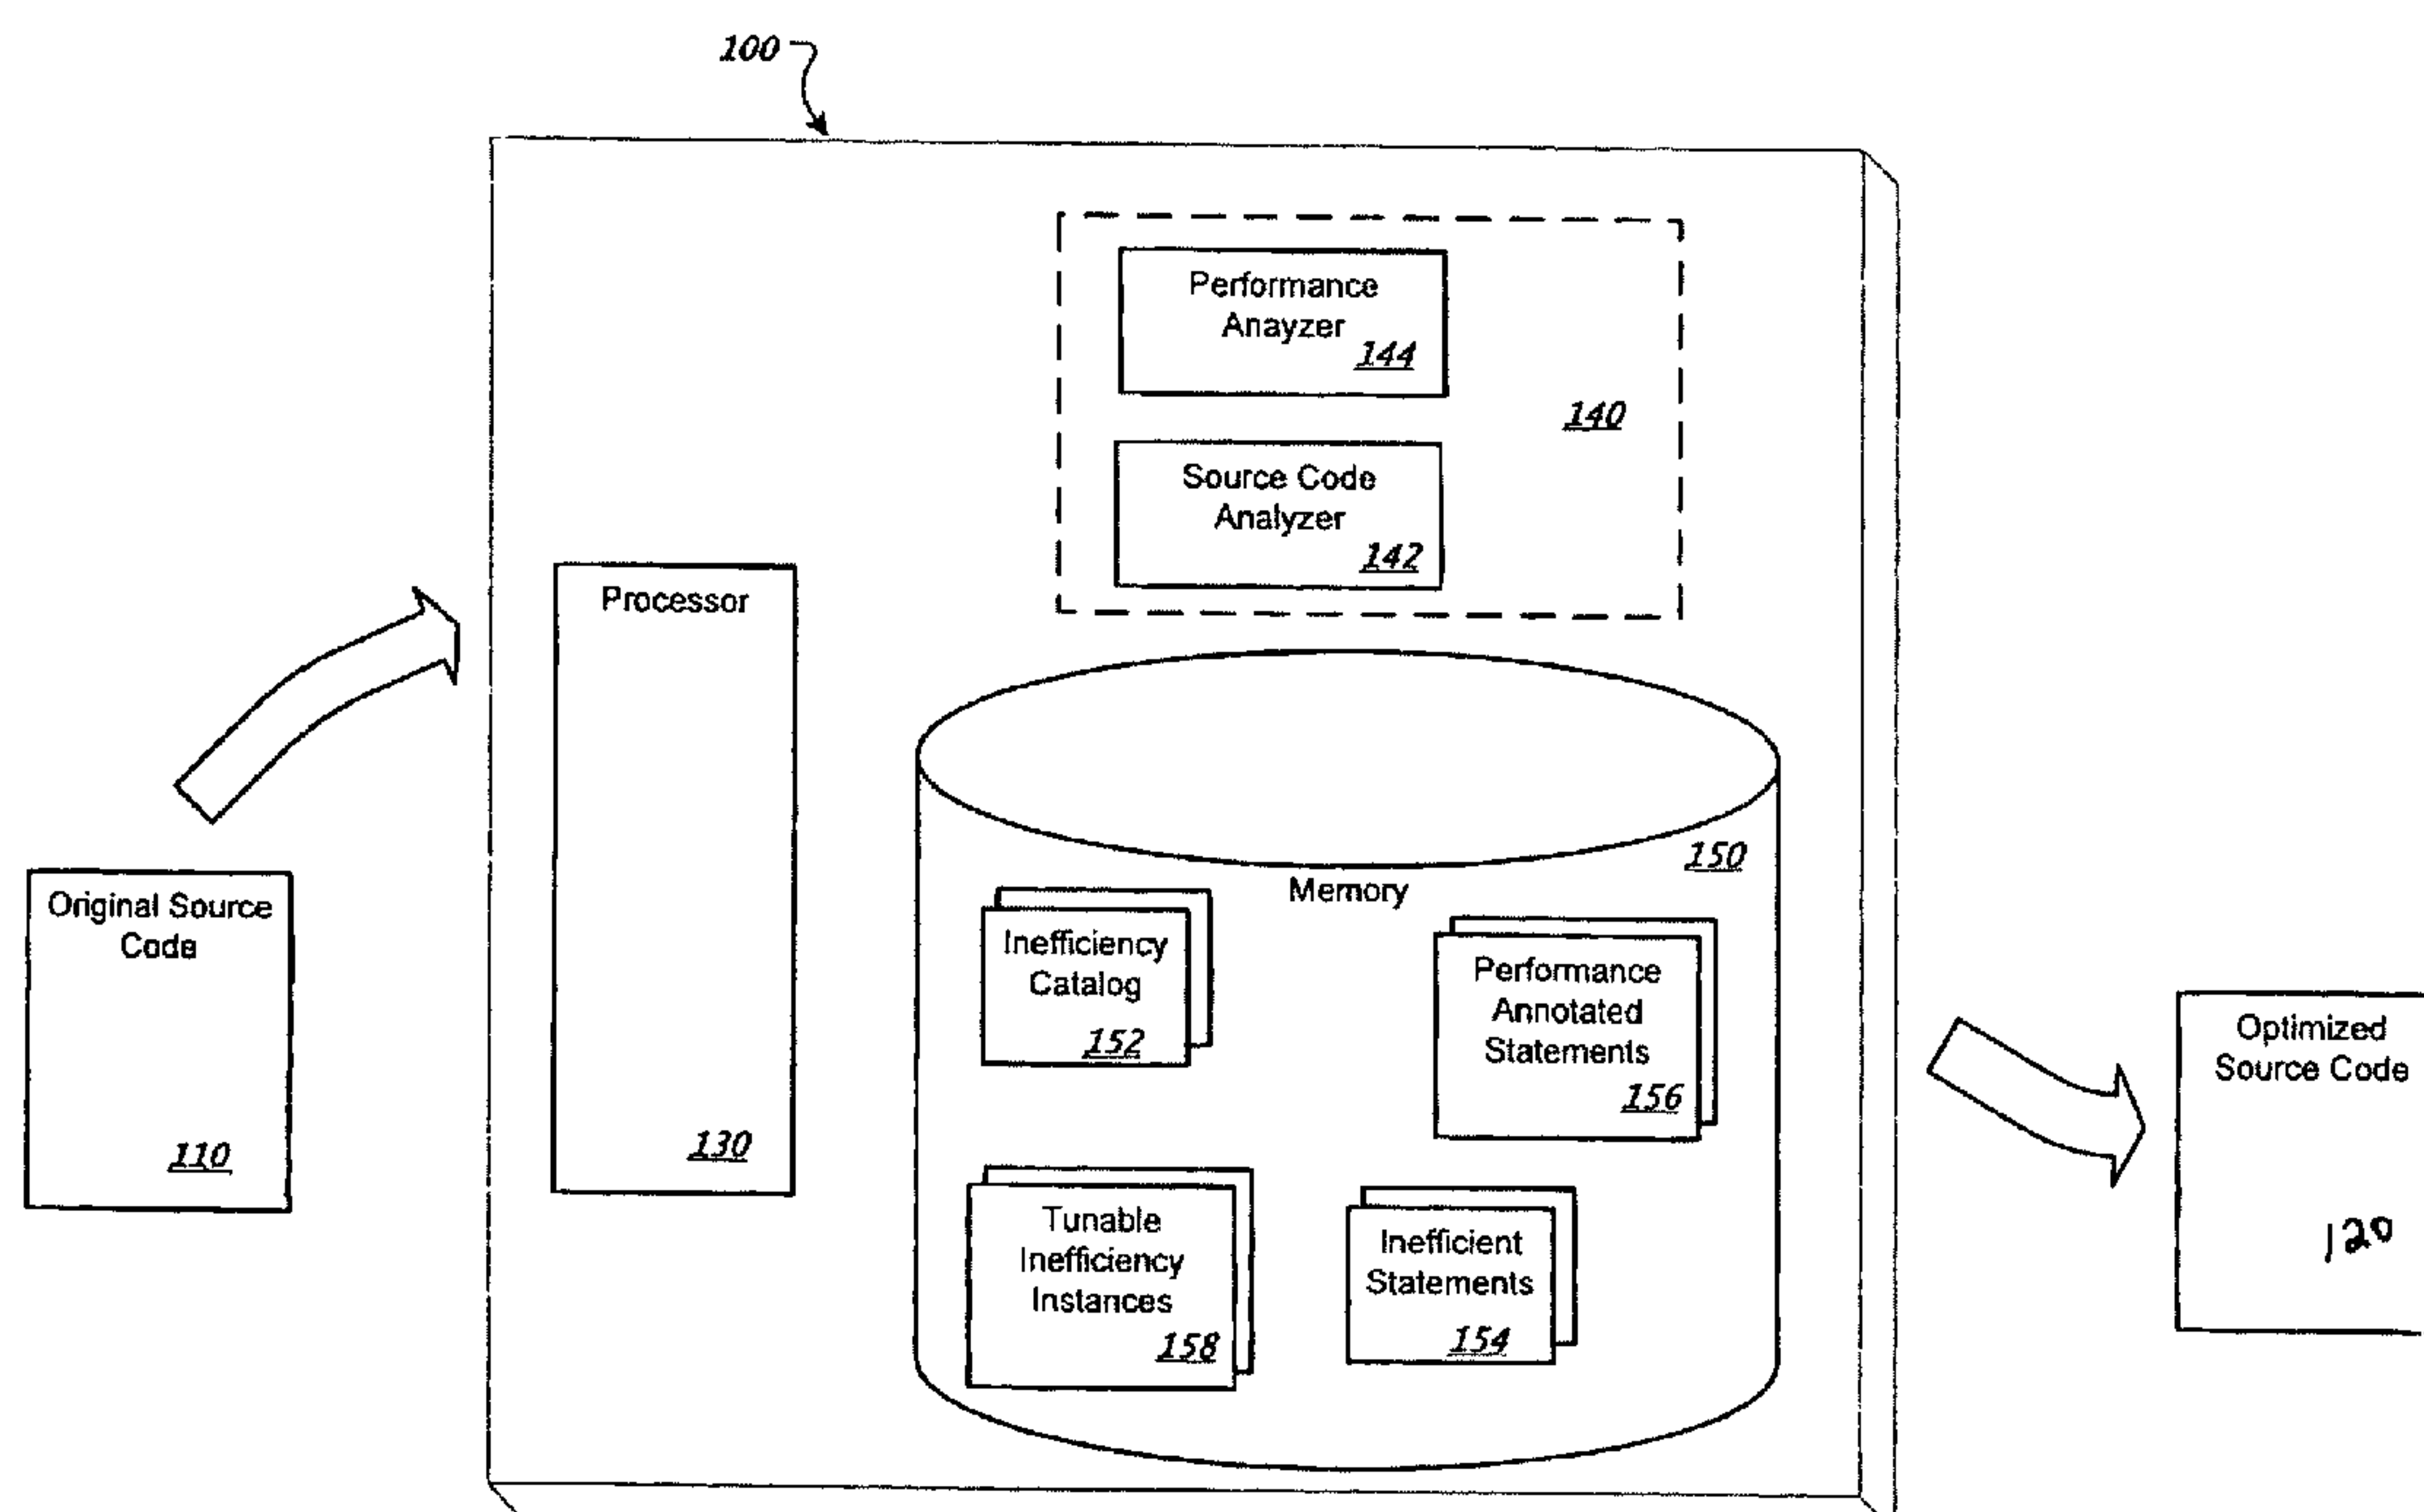 100
Performance
Anayzer
144
140
Source Code
Analyzer
142
Processor
130
Original Source
Code
110
150
Memory
Inefficiency
Catalog
152
Performance
Annotated
Statements
156
Tunable
Inefficiency
Instances
158
Inefficient
Statements
154
Optimized
Source Code
120